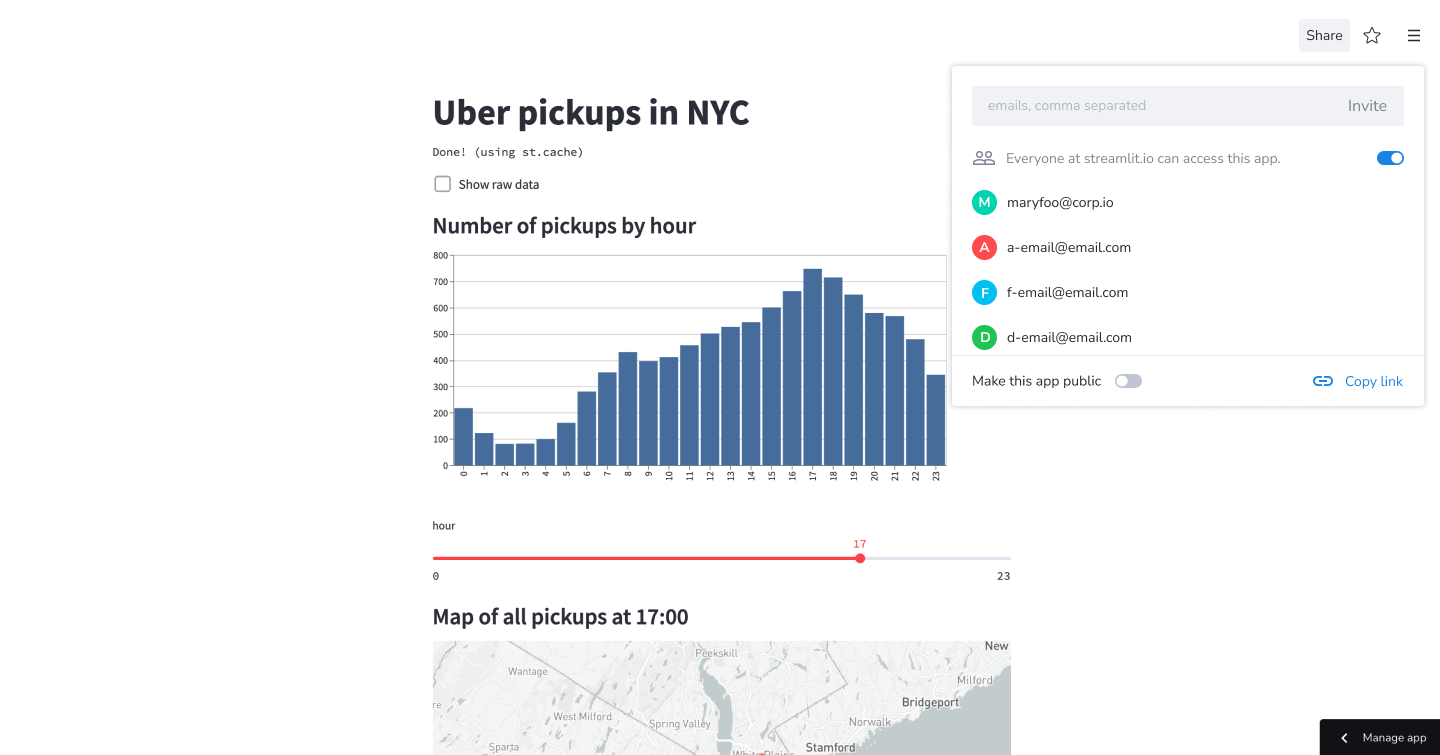 Share
emails, comma separated Invite
Everyone at streamlit.io can access this app.
M maryfoo@corp.io
A a-email@email.com
F f-email@email.com
D d-email@email.com
Make this app public Copy link
Uber pickups in NYC
Done! (using st.cache)
Show raw data
Number of pickups by hour
800
700
600
500
400
300
200
100
0
0 1 2 3 4 5 6 7 8 9 10 11 12 13 14 15 16 17 18 19 20 21 22 23
hour
17
0 23
Map of all pickups at 17:00
New
Peekskill
Wantage
Milford
Bridgeport
re
West Milford
Spring Valley
Norwalk
Sparta
White Plains
Stamford
Manage app